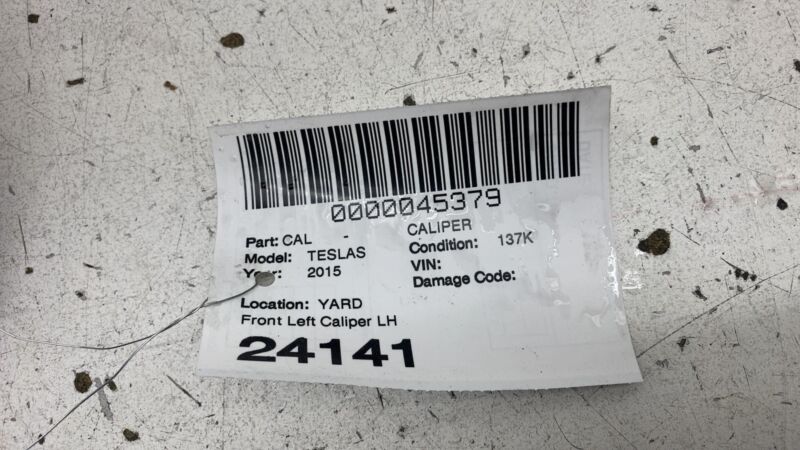 0000045379
Part: CAL - CALIPER
Model: TESLAS Condition: 137K
Year: 2015 VIN:
Damage Code:
Location: YARD
Front Left Caliper LH
24141